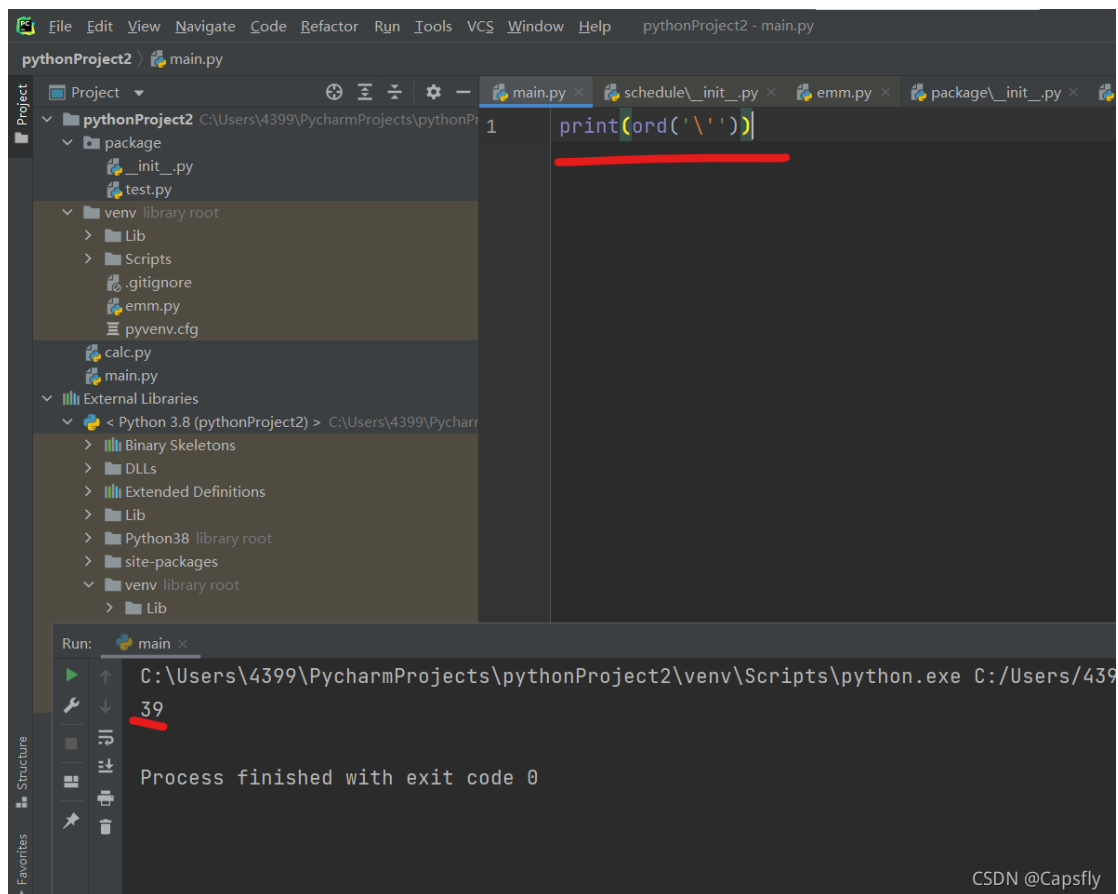 PC File Edit View Navigate Code Refactor Run Tools VCS Window Help pythonProject2 - main.py
pythonProject2 main.py
Project
Project main.py schedule\__init__.py emm.py package\__init__.py
pythonProject2 C:\Users\4399\PycharmProjects\pythonPr
1 print(ord('\''))
package
__init__.py
test.py
venv library root
Lib
Scripts
.gitignore
emm.py
pyvenv.cfg
calc.py
main.py
External Libraries
< Python 3.8 (pythonProject2) > C:\Users\4399\Pycharm
Binary Skeletons
DLLs
Extended Definitions
Lib
Python38 library root
site-packages
venv library root
Lib
Run: main
C:\Users\4399\PycharmProjects\pythonProject2\venv\Scripts\python.exe C:/Users/439
39
Process finished with exit code 0
Structure
Favorites
CSDN @Capsfly